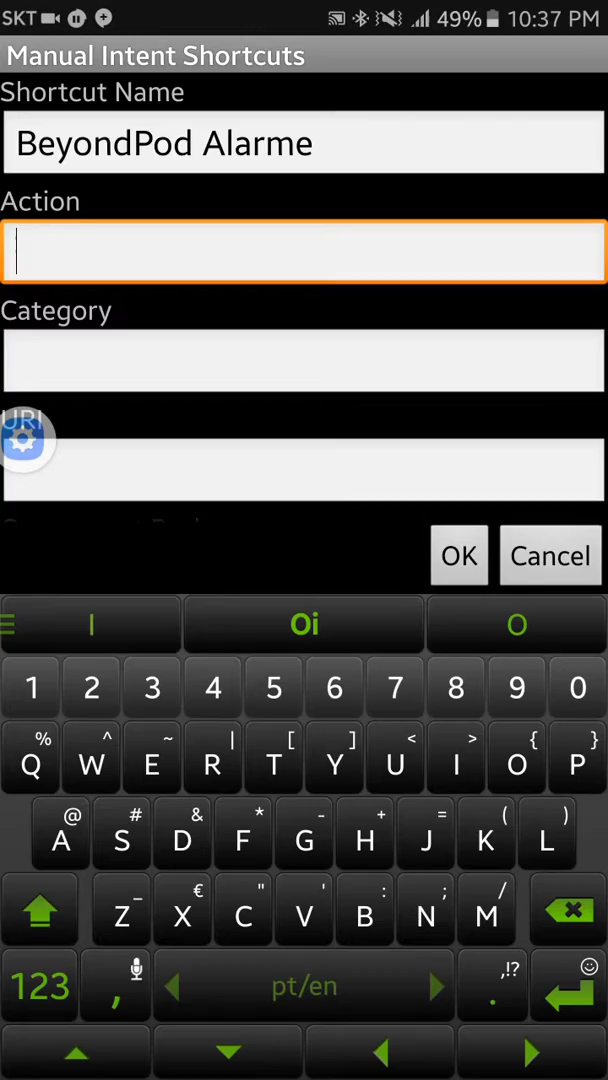 SKT 49% 10:37 PM
Manual Intent Shortcuts
Shortcut Name
BeyondPod Alarme
Action
Category
URI
OK Cancel
I Oi O
1 2 3 4 5 6 7 8 9 0
% ^ ~ | [ ] < > { }
Q W E R T Y U I O P
@ # & * - + = ( )
A S D F G H J K L
_ € " ' : ; /
Z X C V B N M
,!?
123 , pt/en .